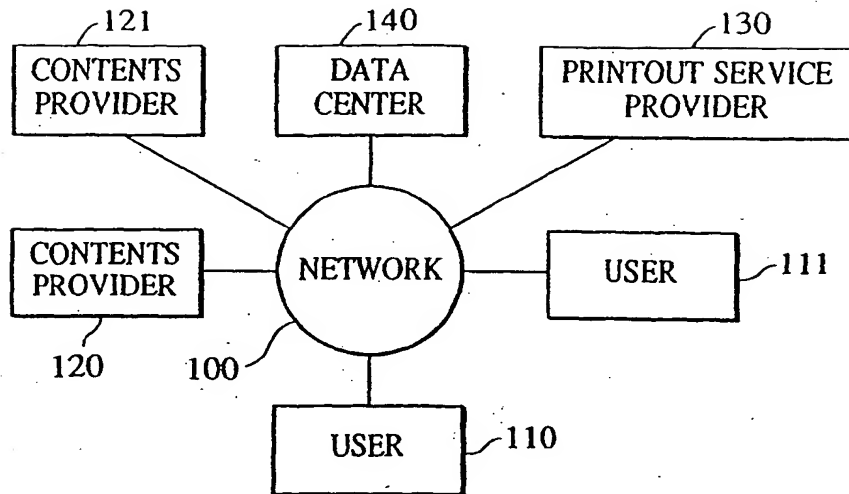 121
140
130
CONTENTS
PROVIDER
DATA
CENTER
PRINTOUT SERVICE
PROVIDER
CONTENTS
PROVIDER
NETWORK
USER
111
120
100
USER
110